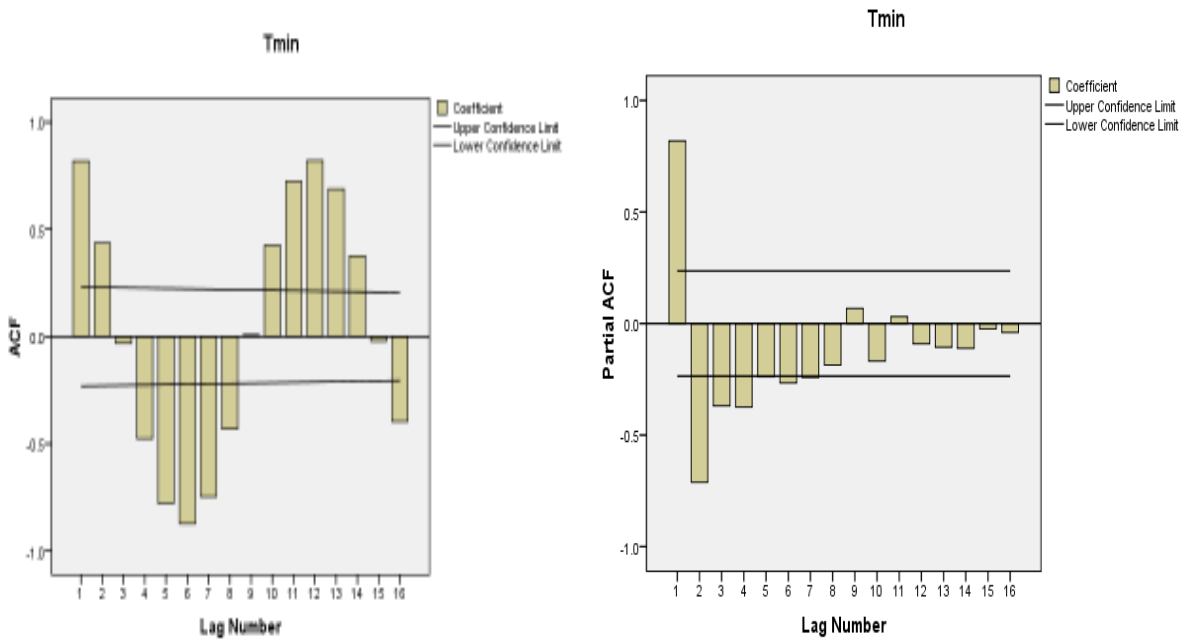 Tmin
Coefficient
Upper Confidence Limit
Lower Confidence Limit
1.0
0.5
0.0
-0.5
-1.0
ACF
1 2 3 4 5 6 7 8 9 10 11 12 13 14 15 16
Lag Number
Tmin
Coefficient
Upper Confidence Limit
Lower Confidence Limit
1.0
0.5
0.0
-0.5
-1.0
Partial ACF
1 2 3 4 5 6 7 8 9 10 11 12 13 14 15 16
Lag Number